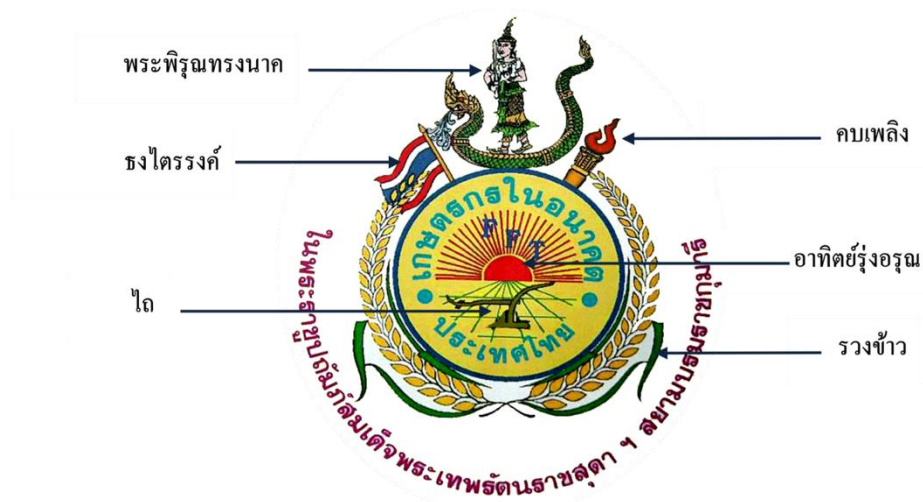 พระพิรุณทรงนาค
คบเพลิง
ธงไตรรงค์
เกษตรกรในอนาคต
FFT
อาทิตย์รุ่งอรุณ
ไถ
ประเทศไทย
รวงข้าว
ในพระราชูปถัมภ์สมเด็จพระเทพรัตนราชสุดา ฯ สยามบรมราชกุมารี